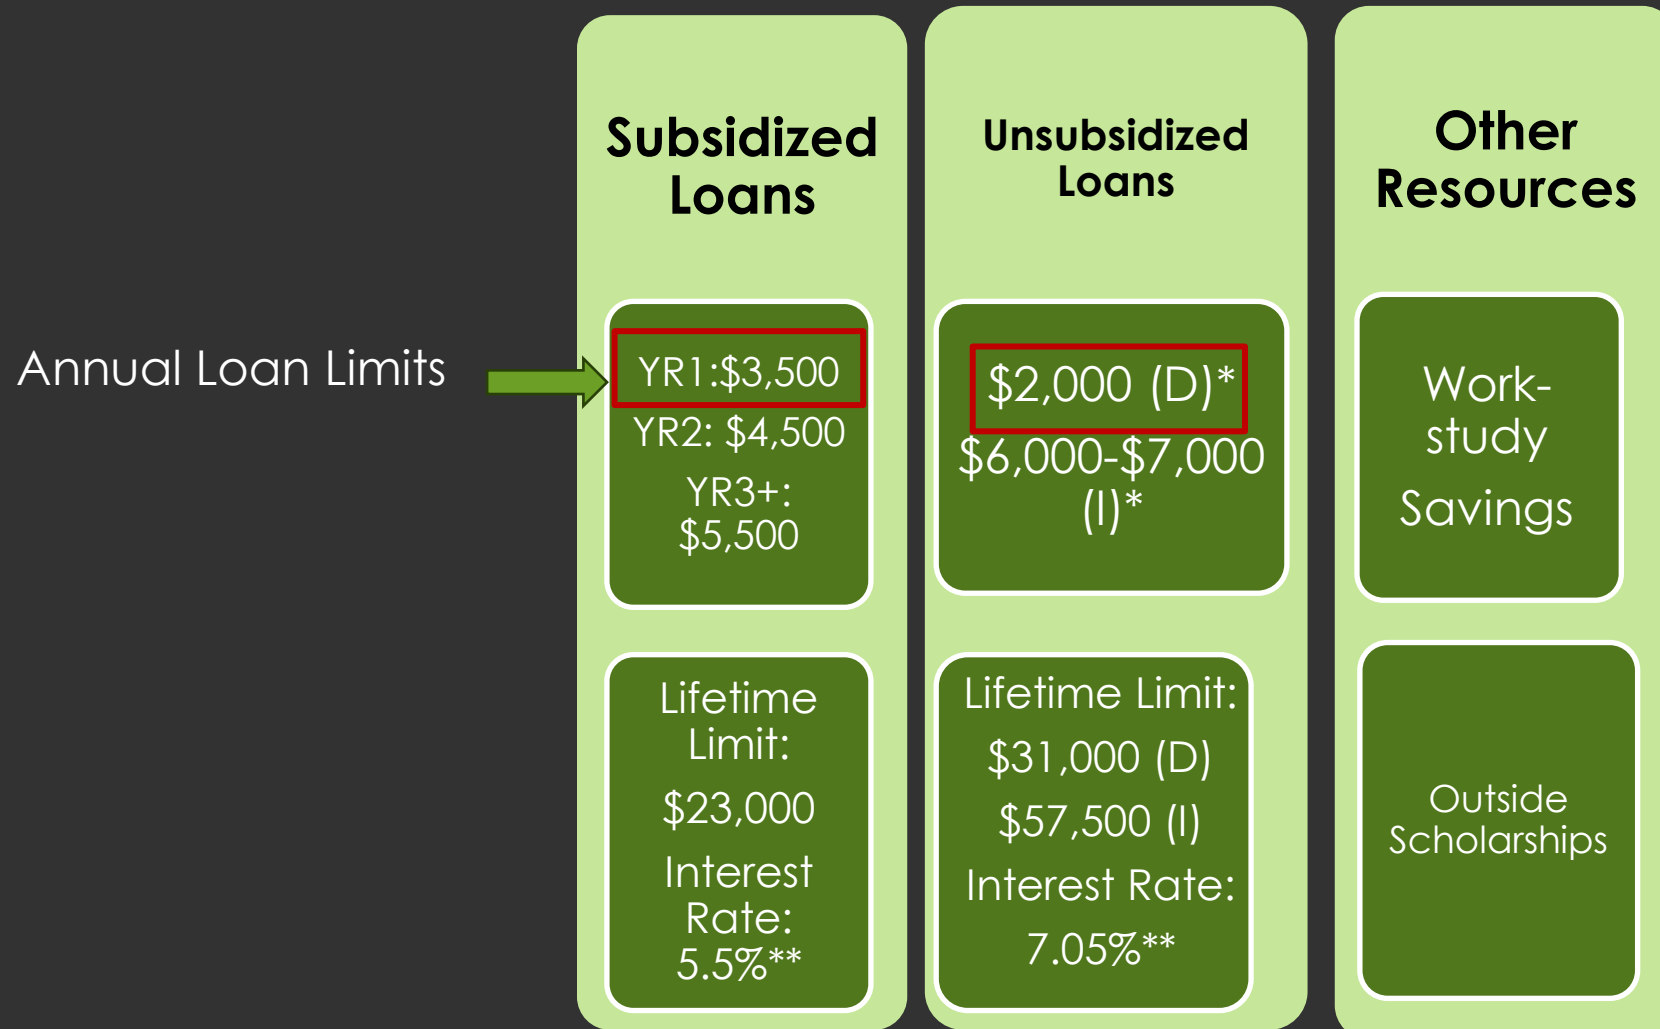 Annual Loan Limits
Subsidized
Loans
YR1:$3,500
YR2: $4,500
YR3+:
$5,500
Lifetime
Limit:
$23,000
Interest
Rate:
5.5%**
Unsubsidized
Loans
$2,000 (D)*
$6,000-$7,000
(I)*
Lifetime Limit:
$31,000 (D)
$57,500 (I)
Interest Rate:
7.05%**
Other
Resources
Work-
study
Savings
Outside
Scholarships